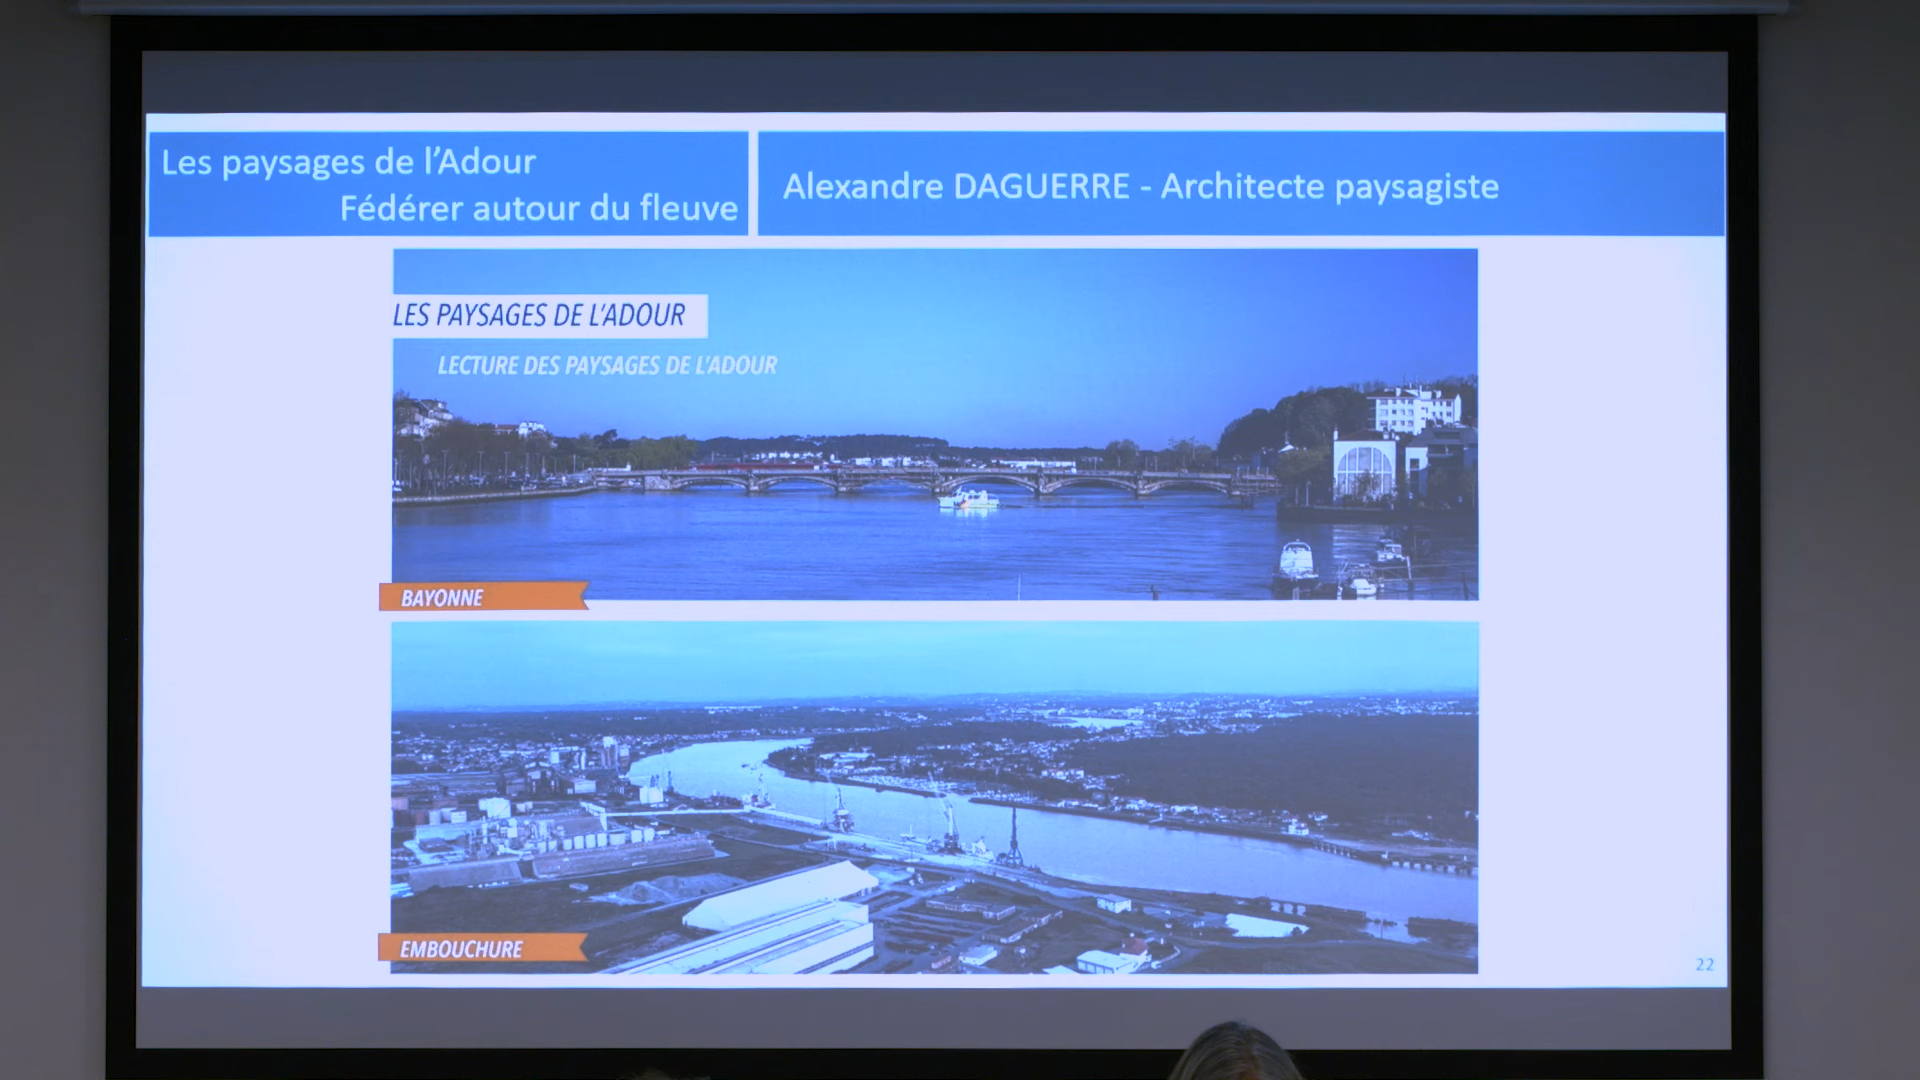 Les paysages de l'Adour
Fédérer autour du fleuve
Alexandre DAGUERRE - Architecte paysagiste
LES PAYSAGES DE L'ADOUR
LECTURE DES PAYSAGES DE L'ADOUR
BAYONNE
EMBOUCHURE
22